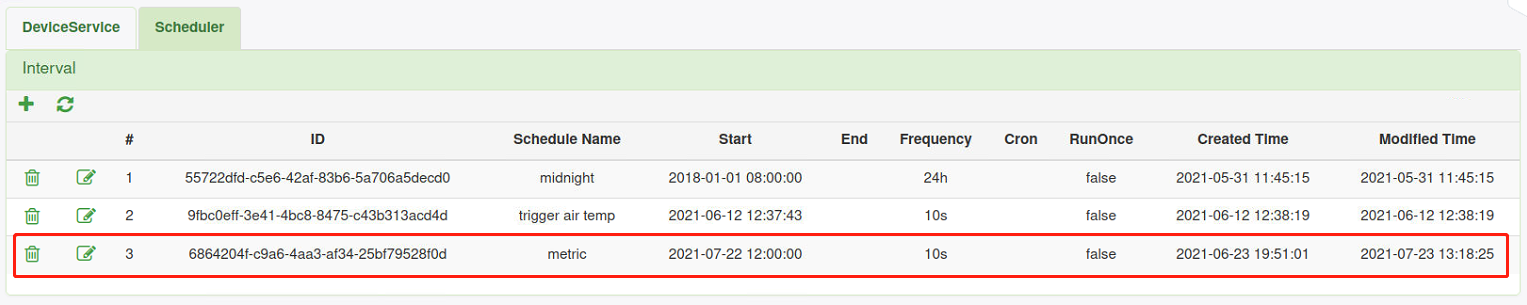 DeviceService Scheduler
Interval
# ID Schedule Name Start End Frequency Cron RunOnce Created Time Modified Time
1 55722dfd-c5e6-42af-83b6-5a706a5decd0 midnight 2018-01-01 08:00:00 24h false 2021-05-31 11:45:15 2021-05-31 11:45:15
2 9fbc0eff-3e41-4bc8-8475-c43b313acd4d trigger air temp 2021-06-12 12:37:43 10s false 2021-06-12 12:38:19 2021-06-12 12:38:19
3 6864204f-c9a6-4aa3-af34-25bf79528f0d metric 2021-07-22 12:00:00 10s false 2021-06-23 19:51:01 2021-07-23 13:18:25